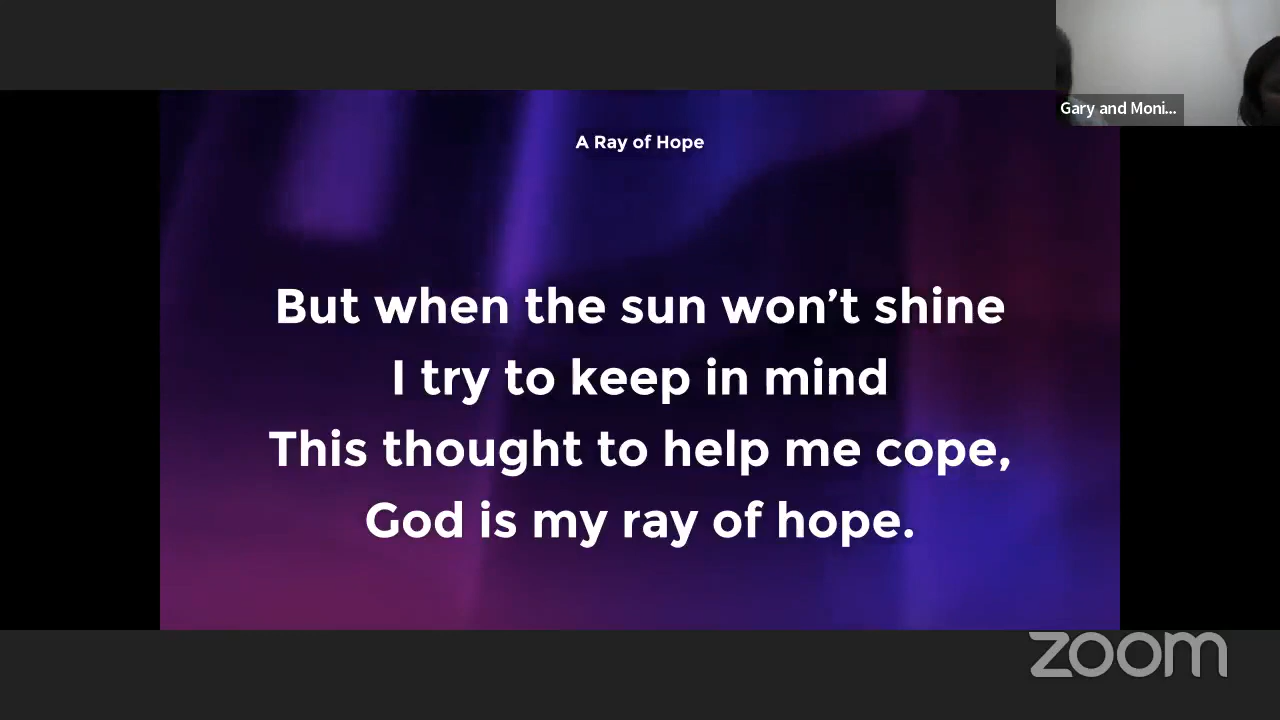 Gary and Moni...
A Ray of Hope
But when the sun won’t shine
I try to keep in mind
This thought to help me cope,
God is my ray of hope.
zoom